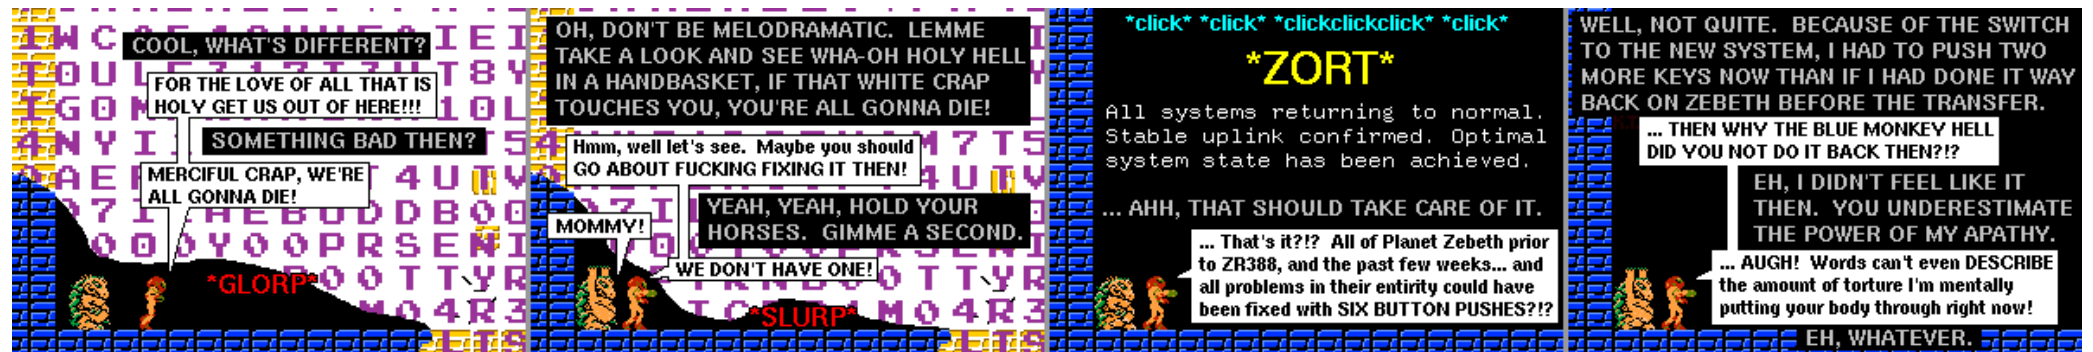 COOL, WHAT'S DIFFERENT?
FOR THE LOVE OF ALL THAT IS
HOLY GET US OUT OF HERE!!!
SOMETHING BAD THEN?
MERCIFUL CRAP, WE'RE
ALL GONNA DIE!
*GLORP*
OH, DON'T BE MELODRAMATIC. LEMME
TAKE A LOOK AND SEE WHA-OH HOLY HELL
IN A HANDBASKET, IF THAT WHITE CRAP
TOUCHES YOU, YOU'RE ALL GONNA DIE!
Hmm, well let's see. Maybe you should
GO ABOUT FUCKING FIXING IT THEN!
YEAH, YEAH, HOLD YOUR
HORSES. GIMME A SECOND.
MOMMY!
WE DON'T HAVE ONE!
*SLURP*
*click* *click* *clickclickclick* *click*
*ZORT*
All systems returning to normal.
Stable uplink confirmed. Optimal
system state has been achieved.
... AHH, THAT SHOULD TAKE CARE OF IT.
... That's it?!? All of Planet Zebeth prior
to ZR388, and the past few weeks... and
all problems in their entirity could have
been fixed with SIX BUTTON PUSHES?!?
WELL, NOT QUITE. BECAUSE OF THE SWITCH
TO THE NEW SYSTEM, I HAD TO PUSH TWO
MORE KEYS NOW THAN IF I HAD DONE IT WAY
BACK ON ZEBETH BEFORE THE TRANSFER.
... THEN WHY THE BLUE MONKEY HELL
DID YOU NOT DO IT BACK THEN?!?
EH, I DIDN'T FEEL LIKE IT
THEN. YOU UNDERESTIMATE
THE POWER OF MY APATHY.
... AUGH! Words can't even DESCRIBE
the amount of torture I'm mentally
putting your body through right now!
EH, WHATEVER.